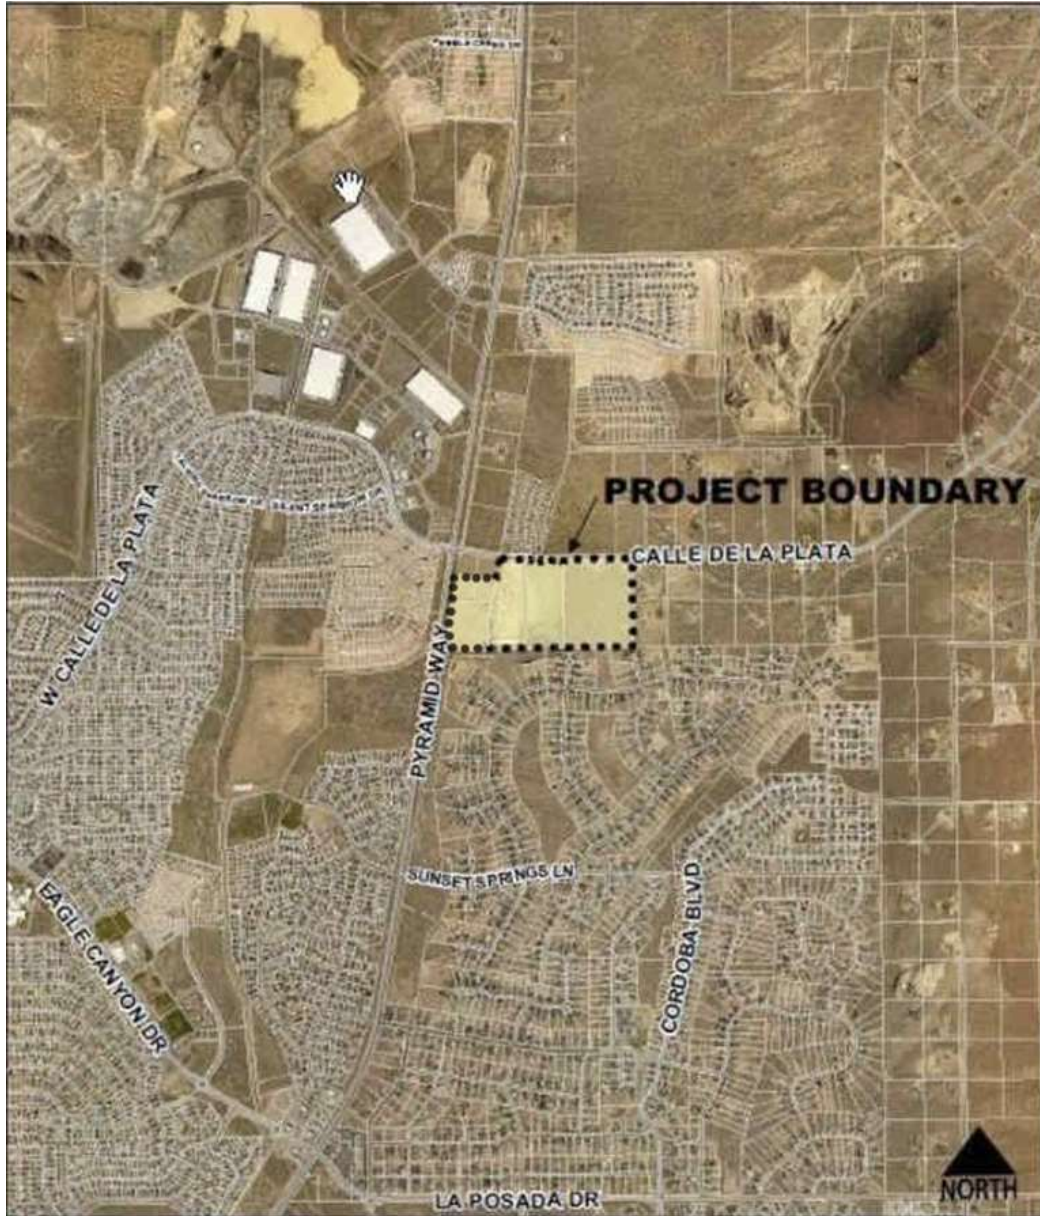 PROJECT BOUNDARY
CALLE DE LA PLATA
W CALLE DE LA PLATA
PYRAMID WAY
SUNSET SPRINGS LN
EAGLE CANYON DR
CORDOBA BLVD
LA POSADA DR
NORTH